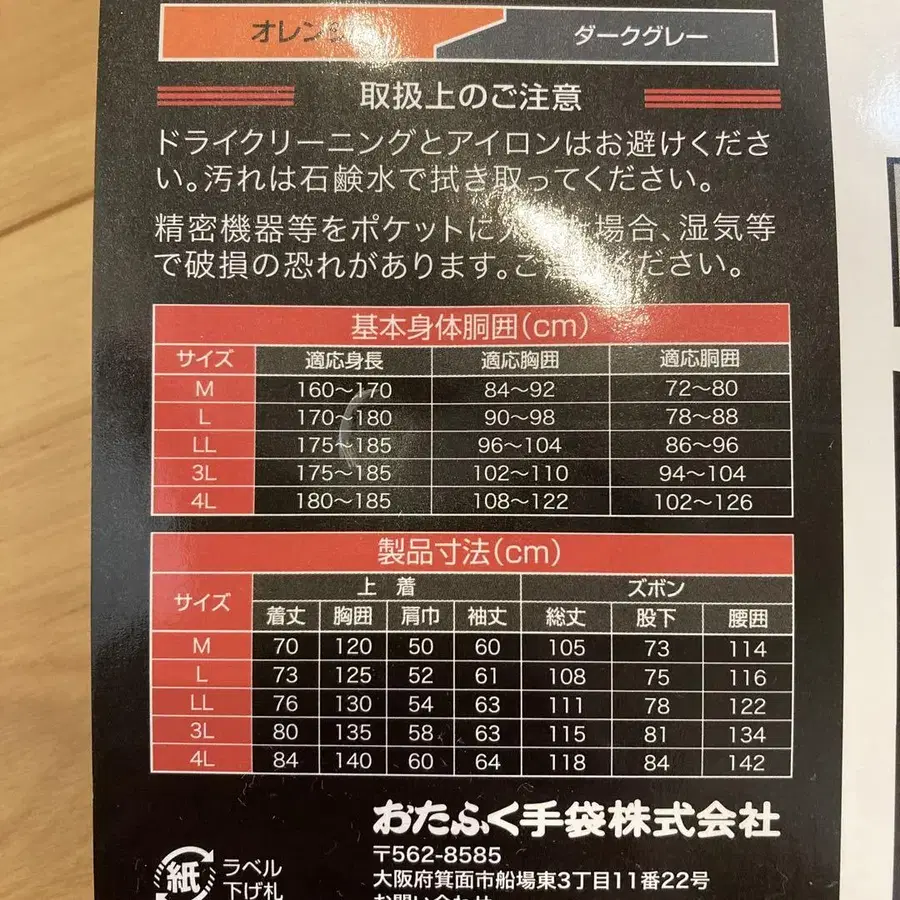 オレンジ ダークグレー
取扱上のご注意
ドライクリーニングとアイロンはお避けくださ
い。汚れは石鹸水で拭き取ってください。
精密機器等をポケットに 場合、湿気等
で破損の恐れがあります。ご ください。
基本身体胴囲(cm)
サイズ 適応身長 適応胸囲 適応胴囲
M 160〜170 84〜92 72〜80
L 170〜180 90〜98 78〜88
LL 175〜185 96〜104 86〜96
3L 175〜185 102〜110 94〜104
4L 180〜185 108〜122 102〜126
製品寸法(cm)
サイズ 上着 ズボン
着丈 胸囲 肩巾 袖丈 総丈 股下 腰囲
M 70 120 50 60 105 73 114
L 73 125 52 61 108 75 116
LL 76 130 54 63 111 78 122
3L 80 135 58 63 115 81 134
4L 84 140 60 64 118 84 142
おたふく手袋株式会社
〒562-8585
大阪府箕面市船場東3丁目11番22号
お問い合わせ
紙 ラベル
下げ札